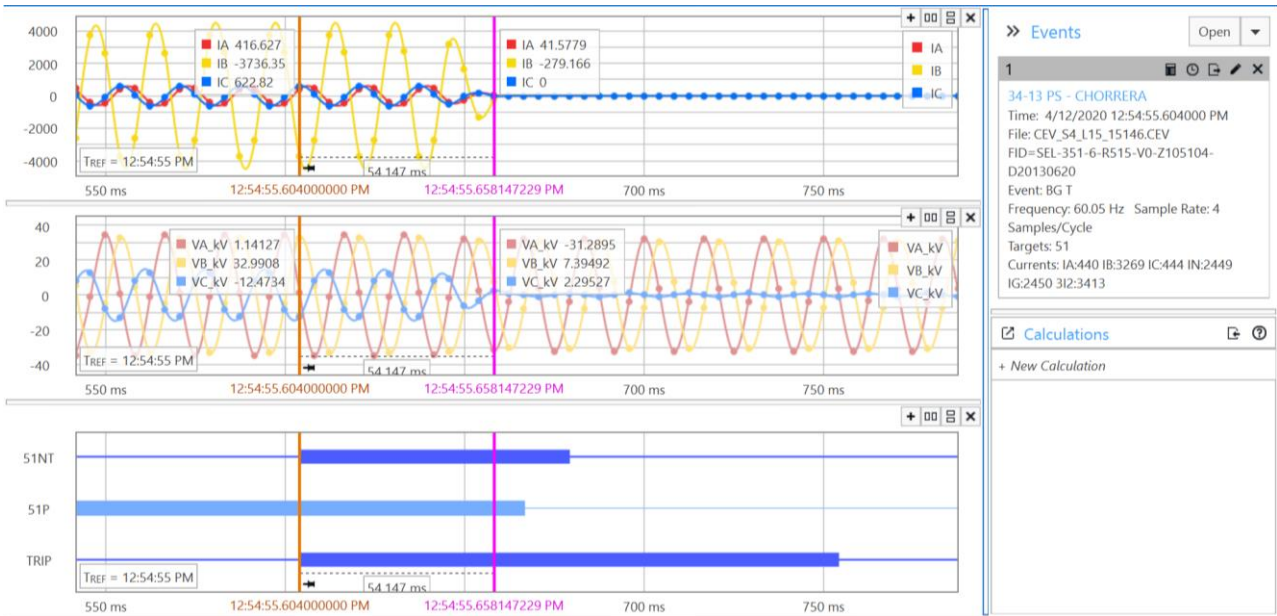 4000
2000
0
-2000
-4000
IA 416.627
IB -3736.35
IC 622.82
IA 41.5779
IB -279.166
IC 0
IA
IB
IC
TREF = 12:54:55 PM
54.147 ms
550 ms
12:54:55.604000000 PM
12:54:55.658147229 PM
700 ms
750 ms
40
20
0
-20
-40
VA_kV 1.14127
VB_kV 32.9908
VC_kV -12.4734
VA_kV -31.2895
VB_kV 7.39492
VC_kV 2.29527
VA_kV
VB_kV
VC_kV
TREF = 12:54:55 PM
54.147 ms
550 ms
12:54:55.604000000 PM
12:54:55.658147229 PM
700 ms
750 ms
51NT
51P
TRIP
TREF = 12:54:55 PM
54.147 ms
550 ms
12:54:55.604000000 PM
12:54:55.658147229 PM
700 ms
750 ms
Events
Open
1
34-13 PS - CHORRERA
Time: 4/12/2020 12:54:55.604000 PM
File: CEV_S4_L15_15146.CEV
FID=SEL-351-6-R515-V0-Z105104-
D20130620
Event: BG T
Frequency: 60.05 Hz Sample Rate: 4
Samples/Cycle
Targets: 51
Currents: IA:440 IB:3269 IC:444 IN:2449
IG:2450 3I2:3413
Calculations
+ New Calculation